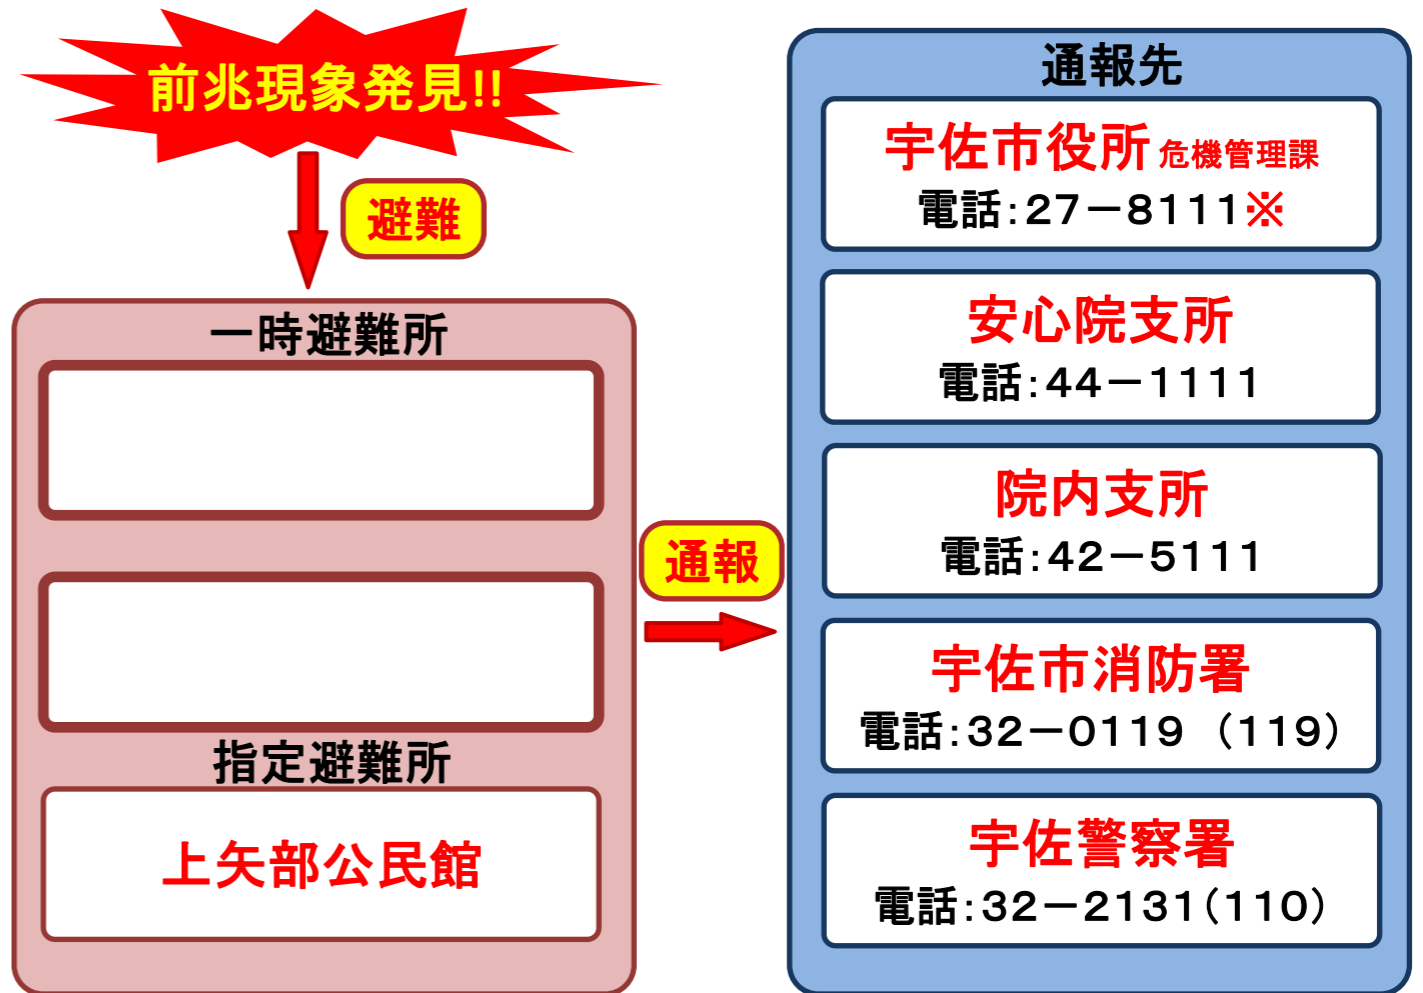 前兆現象発見!!
避難
一時避難所
指定避難所
上矢部公民館
通報
通報先
宇佐市役所 危機管理課
電話:27－8111※
安心院支所
電話:44－1111
院内支所
電話:42－5111
宇佐市消防署
電話:32－0119 （119）
宇佐警察署
電話:32－2131（110）